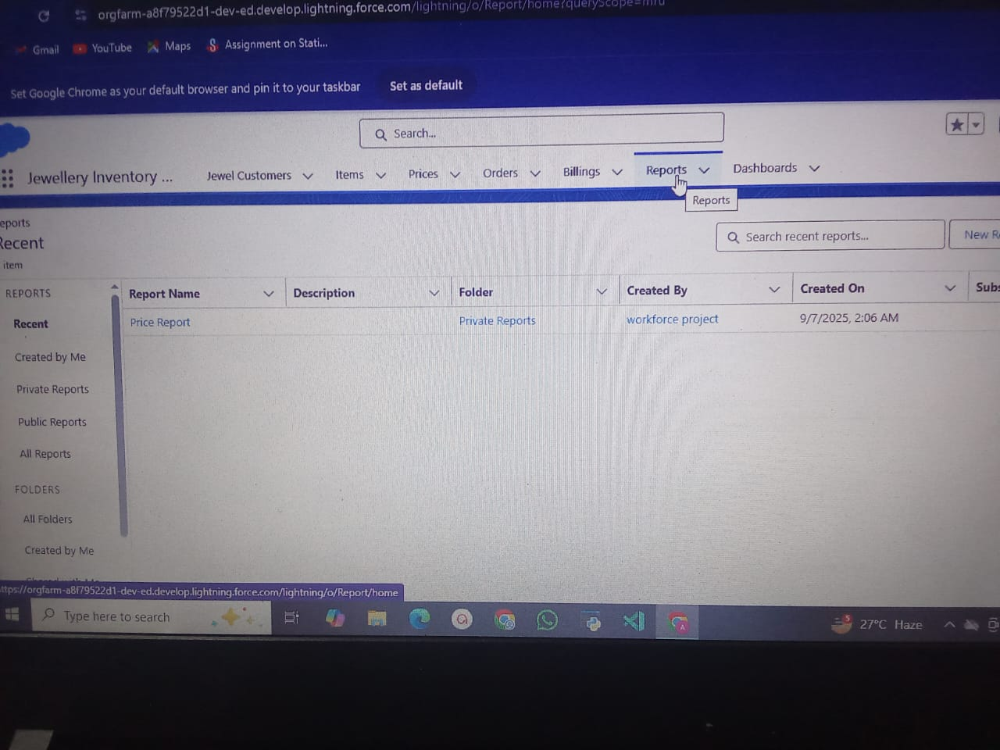 orgfarm-a8f79522d1-dev-ed.develop.lightning.force.com/lightning/o/Report/home?queryScope=mru
Gmail YouTube Maps Assignment on Stati...
Set Google Chrome as your default browser and pin it to your taskbar Set as default
Search...
Jewellery Inventory ... Jewel Customers Items Prices Orders Billings Reports Dashboards
Reports
eports
Recent
item
Search recent reports...
New R
REPORTS
Report Name Description Folder Created By Created On Subs
Recent
Price Report Private Reports workforce project 9/7/2025, 2:06 AM
Created by Me
Private Reports
Public Reports
All Reports
FOLDERS
All Folders
Created by Me
ttps://orgfarm-a8f79522d1-dev-ed.develop.lightning.force.com/lightning/o/Report/home
Type here to search
5
A
27°C Haze